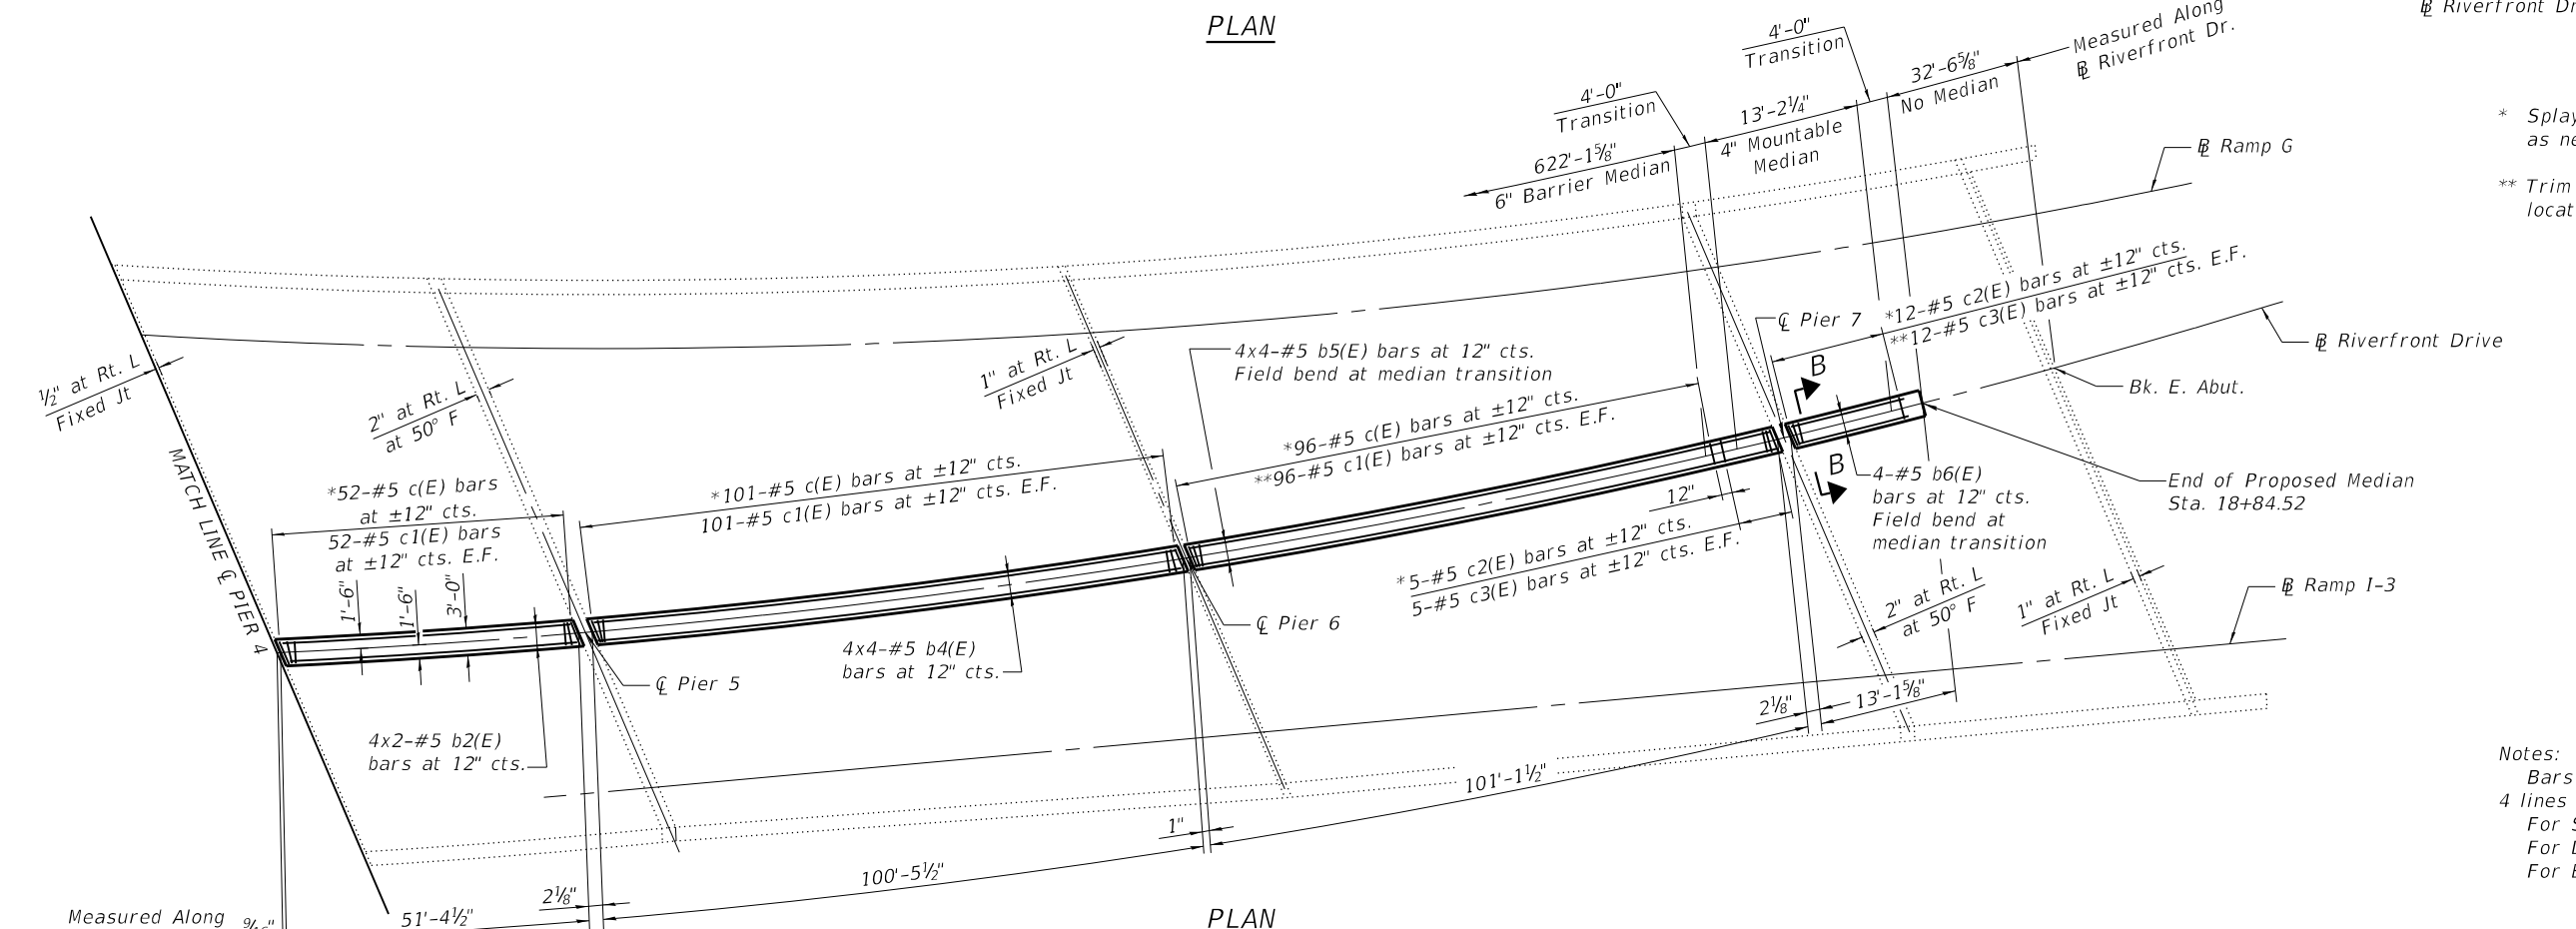 PLAN
℄ Riverfront Dr
4'-0"
Transition
4'-0"
Transition
32'-6⅝"
No Median
Measured Along
℄ Riverfront Dr.
13'-2¼"
4" Mountable
Median
622'-1⅝"
6" Barrier Median
* Splay
as ne
** Trim
locat
℄ Ramp G
*12-#5 c2(E) bars at ±12" cts.
**12-#5 c3(E) bars at ±12" cts. E.F.
℄ Pier 7
℄ Riverfront Drive
Bk. E. Abut.
½" at Rt. L
Fixed Jt
2" at Rt. L
at 50° F
1" at Rt. L
Fixed Jt
4x4-#5 b5(E) bars at 12" cts.
Field bend at median transition
*96-#5 c(E) bars at ±12" cts.
**96-#5 c1(E) bars at ±12" cts. E.F.
B
B
MATCH LINE ℄ PIER 4
*52-#5 c(E) bars
at ±12" cts.
52-#5 c1(E) bars
at ±12" cts. E.F.
*101-#5 c(E) bars at ±12" cts.
101-#5 c1(E) bars at ±12" cts. E.F.
12"
4-#5 b6(E)
bars at 12" cts.
Field bend at
median transition
End of Proposed Median
Sta. 18+84.52
*5-#5 c2(E) bars at ±12" cts.
5-#5 c3(E) bars at ±12" cts. E.F.
1'-6"
1'-6"
3'-0"
2" at Rt. L
at 50° F
1" at Rt. L
Fixed Jt
℄ Ramp I-3
℄ Pier 6
4x4-#5 b4(E)
bars at 12" cts.
℄ Pier 5
2⅛"
13'-1⅝"
4x2-#5 b2(E)
bars at 12" cts.
101'-1½"
1"
100'-5½"
2⅛"
51'-4½"
Measured Along
Notes:
Bars
4 lines
For
For
For
PLAN